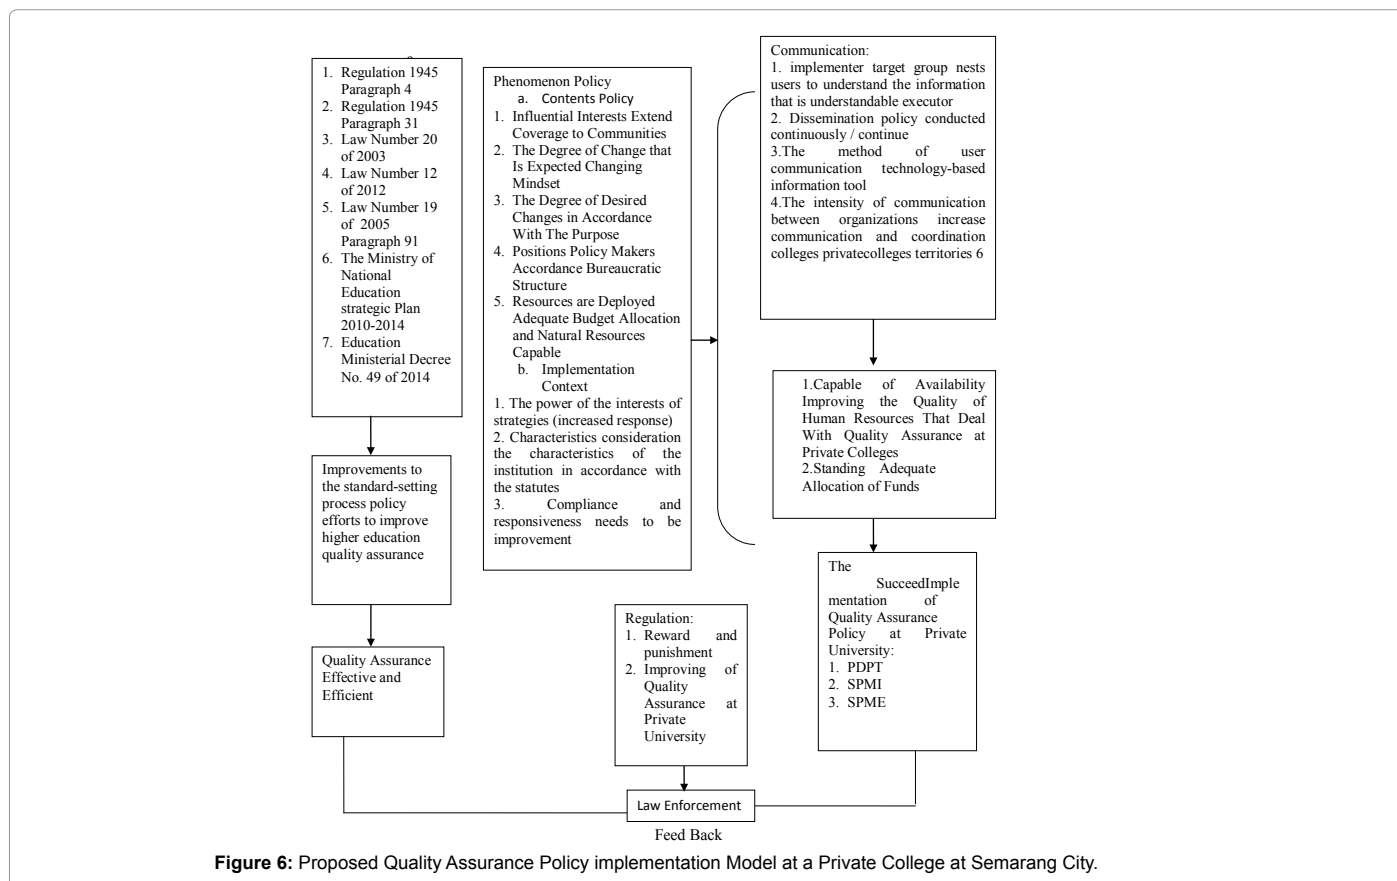 1. Regulation 1945
Paragraph 4
2. Regulation 1945
Paragraph 31
3. Law Number 20
of 2003
4. Law Number 12
of 2012
5. Law Number 19
of 2005
Paragraph 91
6. The Ministry of
National
Education
strategic Plan
2010-2014
7. Education
Ministerial Decree
No. 49 of 2014
Improvements to
the standard-setting
process policy
efforts to improve
higher education
quality assurance
Quality Assurance
Effective and
Efficient
Phenomenon Policy
a. Contents Policy
1. Influential Interests Extend
Coverage to Communities
2. The Degree of Change that
Is Expected Changing
Mindset
3. The Degree of Desired
Changes in Accordance
With The Purpose
4. Positions Policy Makers
Accordance Bureaucratic
Structure
5. Resources are Deployed
Adequate Budget Allocation
and Natural Resources
Capable
b. Implementation
Context
1. The power of the interests of
strategies (increased response)
2. Characteristics consideration
the characteristics of the
institution in accordance with
the statutes
3. Compliance and
responsiveness needs to be
improvement
Communication:
1. implementer target group nests
users to understand the information
that is understandable executor
2. Dissemination policy conducted
continuously / continue
3.The method of user
communication technology-based
information tool
4.The intensity of communication
between organizations increase
communication and coordination
colleges privatecolleges territories 6
1.Capable of Availability
Improving the Quality of
Human Resources That Deal
With Quality Assurance at
Private Colleges
2.Standing Adequate
Allocation of Funds
The
SucceedImple
mentation of
Quality Assurance
Policy at Private
University:
1. PDPT
2. SPMI
3. SPME
Regulation:
1. Reward and
punishment
2. Improving of
Quality
Assurance at
Private
University
Law Enforcement
Feed Back
Figure 6: Proposed Quality Assurance Policy implementation Model at a Private College at Semarang City.